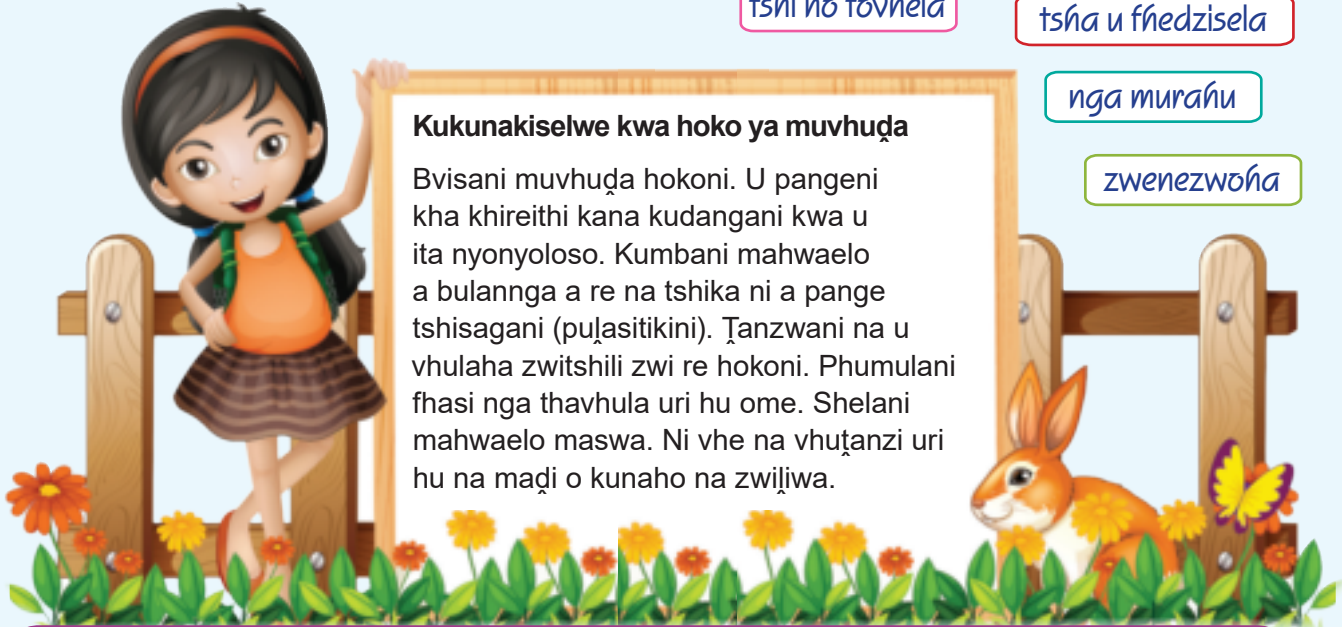 tshi no tovhela
tsha u fhedzisela
nga murahu
zwenezwoha
Kukunakiselwe kwa hoko ya muvhuḓa
Bvisani muvhuḓa hokoni. U pangeni
kha khireithi kana kudangani kwa u
ita nyonyoloso. Kumbani mahwaelo
a bulannga a re na tshika ni a pange
tshisagani (puḽasitikini). Ṱanzwani na u
vhulaha zwitshili zwi re hokoni. Phumulani
fhasi nga thavhula uri hu ome. Shelani
mahwaelo maswa. Ni vhe na vhuṱanzi uri
hu na maḓi o kunaho na zwiḽiwa.